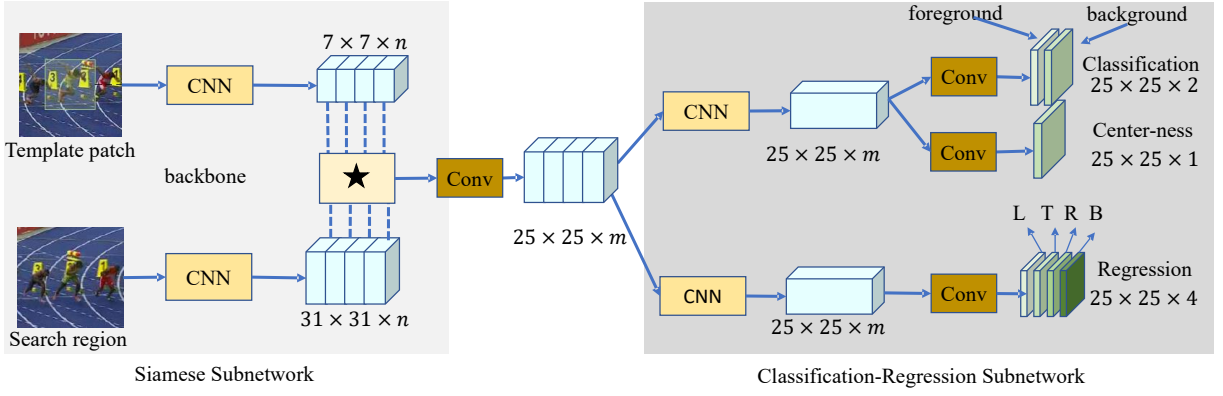 Template patch
CNN
7 × 7 × n
backbone
★
Conv
Search region
CNN
31 × 31 × n
25 × 25 × m
Siamese Subnetwork
foreground
background
CNN
25 × 25 × m
Conv
Classification
25 × 25 × 2
Conv
Center-ness
25 × 25 × 1
CNN
25 × 25 × m
Conv
L T R B
Regression
25 × 25 × 4
Classification-Regression Subnetwork